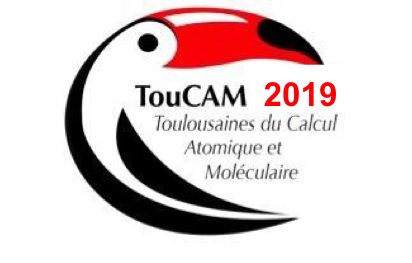 TouCAM 2019
Toulousaines du Calcul
Atomique et
Moléculaire